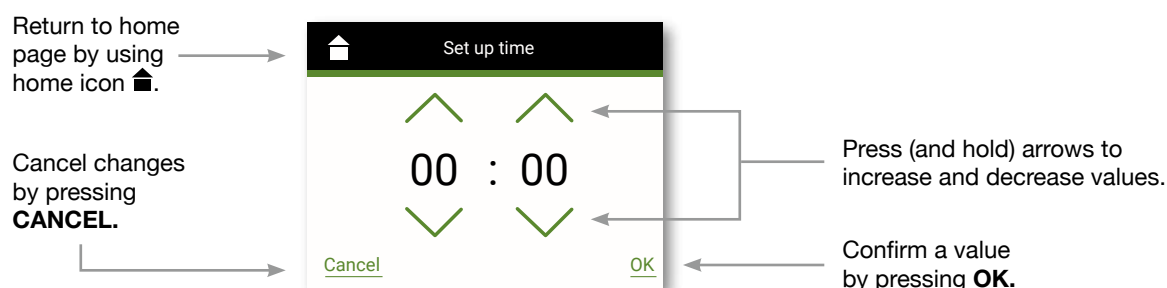 Return to home
page by using
home icon .
Cancel changes
by pressing
CANCEL.
Set up time
00 : 00
Cancel
OK
Press (and hold) arrows to
increase and decrease values.
Confirm a value
by pressing OK.